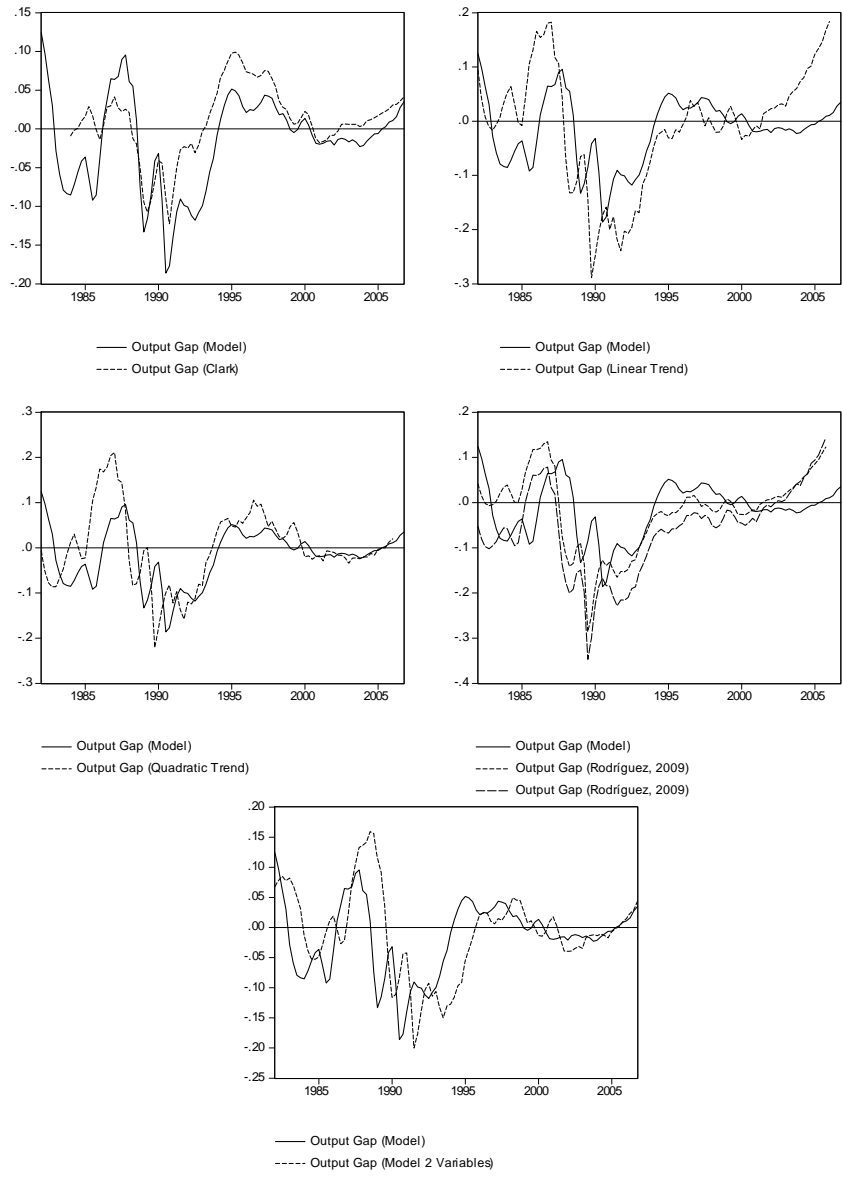 .15
.10
.05
.00
-.05
-.10
-.15
-.20
1985 1990 1995 2000 2005
Output Gap (Model)
Output Gap (Clark)
.2
.1
.0
-.1
-.2
-.3
1985 1990 1995 2000 2005
Output Gap (Model)
Output Gap (Linear Trend)
.3
.2
.1
.0
-.1
-.2
-.3
1985 1990 1995 2000 2005
Output Gap (Model)
Output Gap (Quadratic Trend)
.2
.1
.0
-.1
-.2
-.3
-.4
1985 1990 1995 2000 2005
Output Gap (Model)
Output Gap (Rodríguez, 2009)
Output Gap (Rodríguez, 2009)
.20
.15
.10
.05
.00
-.05
-.10
-.15
-.20
-.25
1985 1990 1995 2000 2005
Output Gap (Model)
Output Gap (Model 2 Variables)